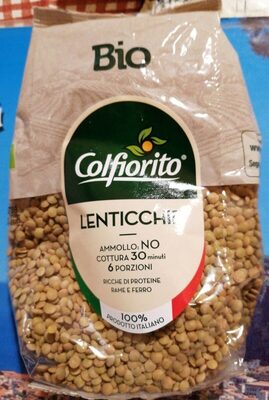 Bio
Colfiorito®
LENTICCHIE
AMMOLLO: NO
COTTURA 30 minuti
6 PORZIONI
RICCHE DI PROTEINE
RAME E FERRO
100%
PRODOTTO ITALIANO